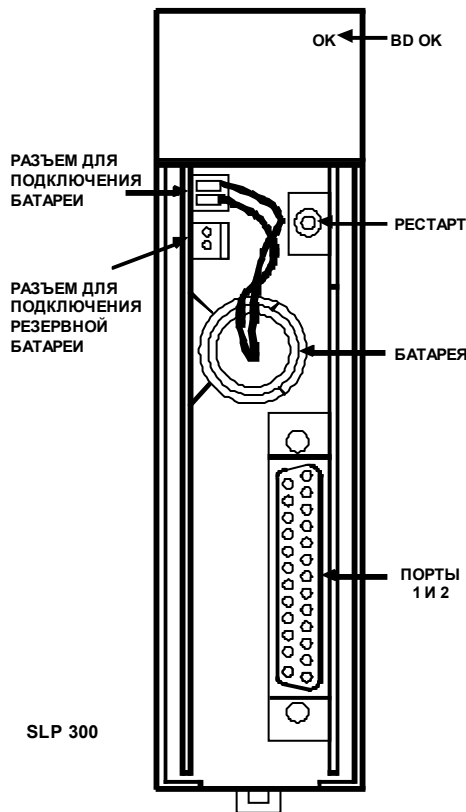 OK
BD OK
РАЗЪЕМ ДЛЯ
ПОДКЛЮЧЕНИЯ
БАТАРЕИ
РЕСТАРТ
РАЗЪЕМ ДЛЯ
ПОДКЛЮЧЕНИЯ
РЕЗЕРВНОЙ
БАТАРЕИ
БАТАРЕЯ
ПОРТЫ
1 И 2
SLP 300